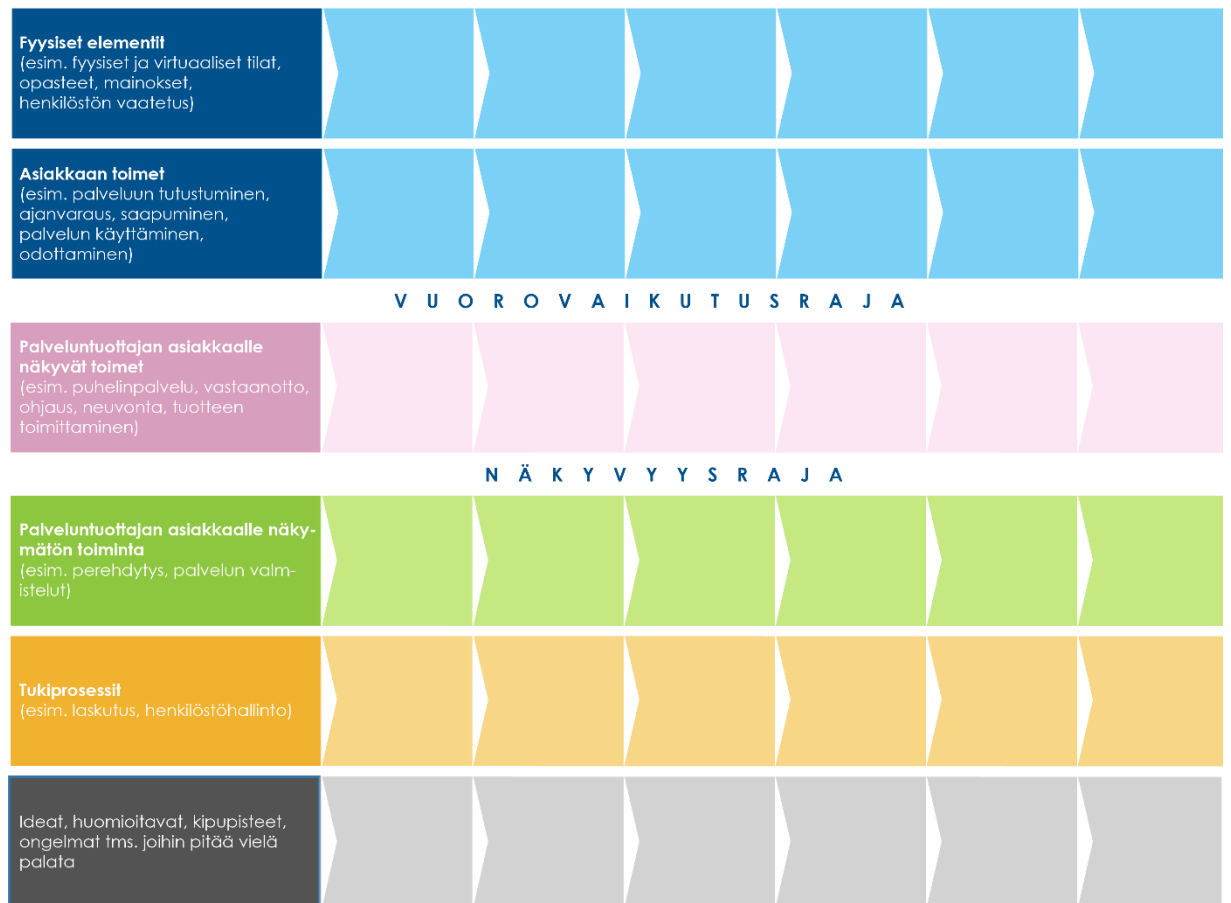 Fyysiset elementit
(esim. fyysiset ja virtuaaliset tilat,
opasteet, mainokset,
henkilöstön vaatetus)
Asiakkaan toimet
(esim. palveluun tutustuminen,
ajanvaraus, saapuminen,
palvelun käyttäminen,
odottaminen)
VUOROVAIKUTUSRAJA
Palveluntuottajan asiakkaalle
näkyvät toimet
(esim. puhelinpalvelu, vastaanotto,
ohjaus, neuvonta, tuotteen
toimittaminen)
NÄKYVYYSRAJA
Palveluntuottajan asiakkaalle näky-
mätön toiminta
(esim. perehdytys, palvelun valm-
istelut)
Tukiprosessit
(esim. laskutus, henkilöstöhallinto)
Ideat, huomioitavat, kipupisteet,
ongelmat tms. joihin pitää vielä
palata